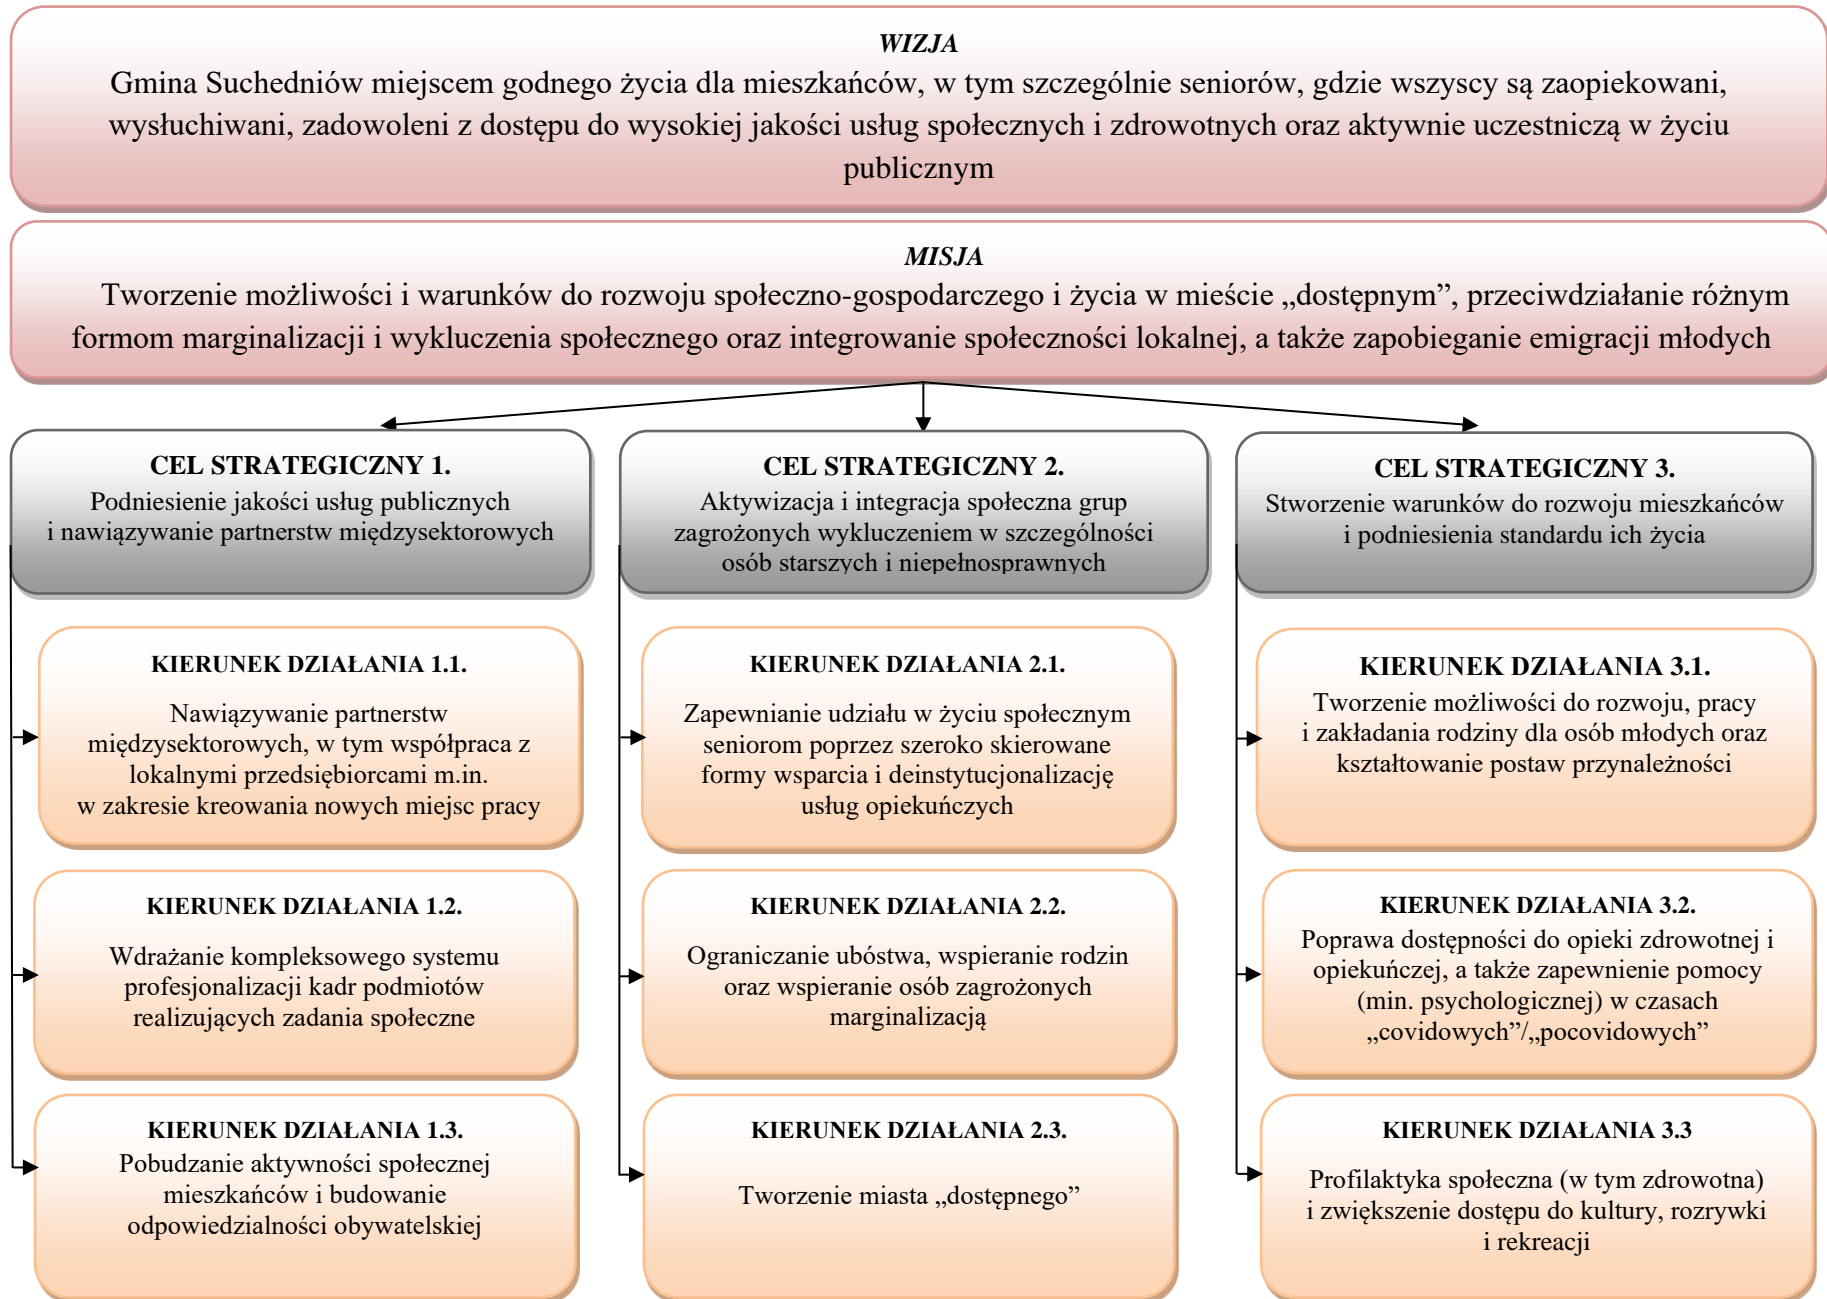 WIZJA
Gmina Suchedniów miejscem godnego życia dla mieszkańców, w tym szczególnie seniorów, gdzie wszyscy są zaopiekowani,
wysłuchiwani, zadowoleni z dostępu do wysokiej jakości usług społecznych i zdrowotnych oraz aktywnie uczestniczą w życiu
publicznym
MISJA
Tworzenie możliwości i warunków do rozwoju społeczno-gospodarczego i życia w mieście „dostępnym”, przeciwdziałanie różnym
formom marginalizacji i wykluczenia społecznego oraz integrowanie społeczności lokalnej, a także zapobieganie emigracji młodych
CEL STRATEGICZNY 1.
Podniesienie jakości usług publicznych
i nawiązywanie partnerstw międzysektorowych
CEL STRATEGICZNY 2.
Aktywizacja i integracja społeczna grup
zagrożonych wykluczeniem w szczególności
osób starszych i niepełnosprawnych
CEL STRATEGICZNY 3.
Stworzenie warunków do rozwoju mieszkańców
i podniesienia standardu ich życia
KIERUNEK DZIAŁANIA 1.1.
Nawiązywanie partnerstw
międzysektorowych, w tym współpraca z
lokalnymi przedsiębiorcami m.in.
w zakresie kreowania nowych miejsc pracy
KIERUNEK DZIAŁANIA 2.1.
Zapewnianie udziału w życiu społecznym
seniorom poprzez szeroko skierowane
formy wsparcia i deinstytucjonalizację
usług opiekuńczych
KIERUNEK DZIAŁANIA 3.1.
Tworzenie możliwości do rozwoju, pracy
i zakładania rodziny dla osób młodych oraz
kształtowanie postaw przynależności
KIERUNEK DZIAŁANIA 1.2.
Wdrażanie kompleksowego systemu
profesjonalizacji kadr podmiotów
realizujących zadania społeczne
KIERUNEK DZIAŁANIA 2.2.
Ograniczanie ubóstwa, wspieranie rodzin
oraz wspieranie osób zagrożonych
marginalizacją
KIERUNEK DZIAŁANIA 3.2.
Poprawa dostępności do opieki zdrowotnej i
opiekuńczej, a także zapewnienie pomocy
(min. psychologicznej) w czasach
„covidowych”/„pocovidowych”
KIERUNEK DZIAŁANIA 1.3.
Pobudzanie aktywności społecznej
mieszkańców i budowanie
odpowiedzialności obywatelskiej
KIERUNEK DZIAŁANIA 2.3.
Tworzenie miasta „dostępnego”
KIERUNEK DZIAŁANIA 3.3
Profilaktyka społeczna (w tym zdrowotna)
i zwiększenie dostępu do kultury, rozrywki
i rekreacji